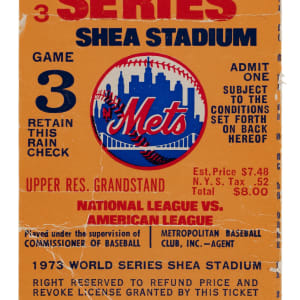 3 SERIES
SHEA STADIUM
GAME
3
RETAIN
THIS
RAIN
CHECK
Mets
ADMIT
ONE
SUBJECT
TO THE
CONDITIONS
SET FORTH
ON BACK
HEREOF
UPPER RES. GRANDSTAND
Est. Price $7.48
N.Y.S. Tax .52
Total $8.00
NATIONAL LEAGUE VS.
AMERICAN LEAGUE
Played under the supervision of
COMMISSIONER OF BASEBALL
METROPOLITAN BASEBALL
CLUB, INC.-AGENT
1973 WORLD SERIES SHEA STADIUM
RIGHT RESERVED TO REFUND PRICE AND
REVOKE LICENSE GRANTED BY THIS TICKET